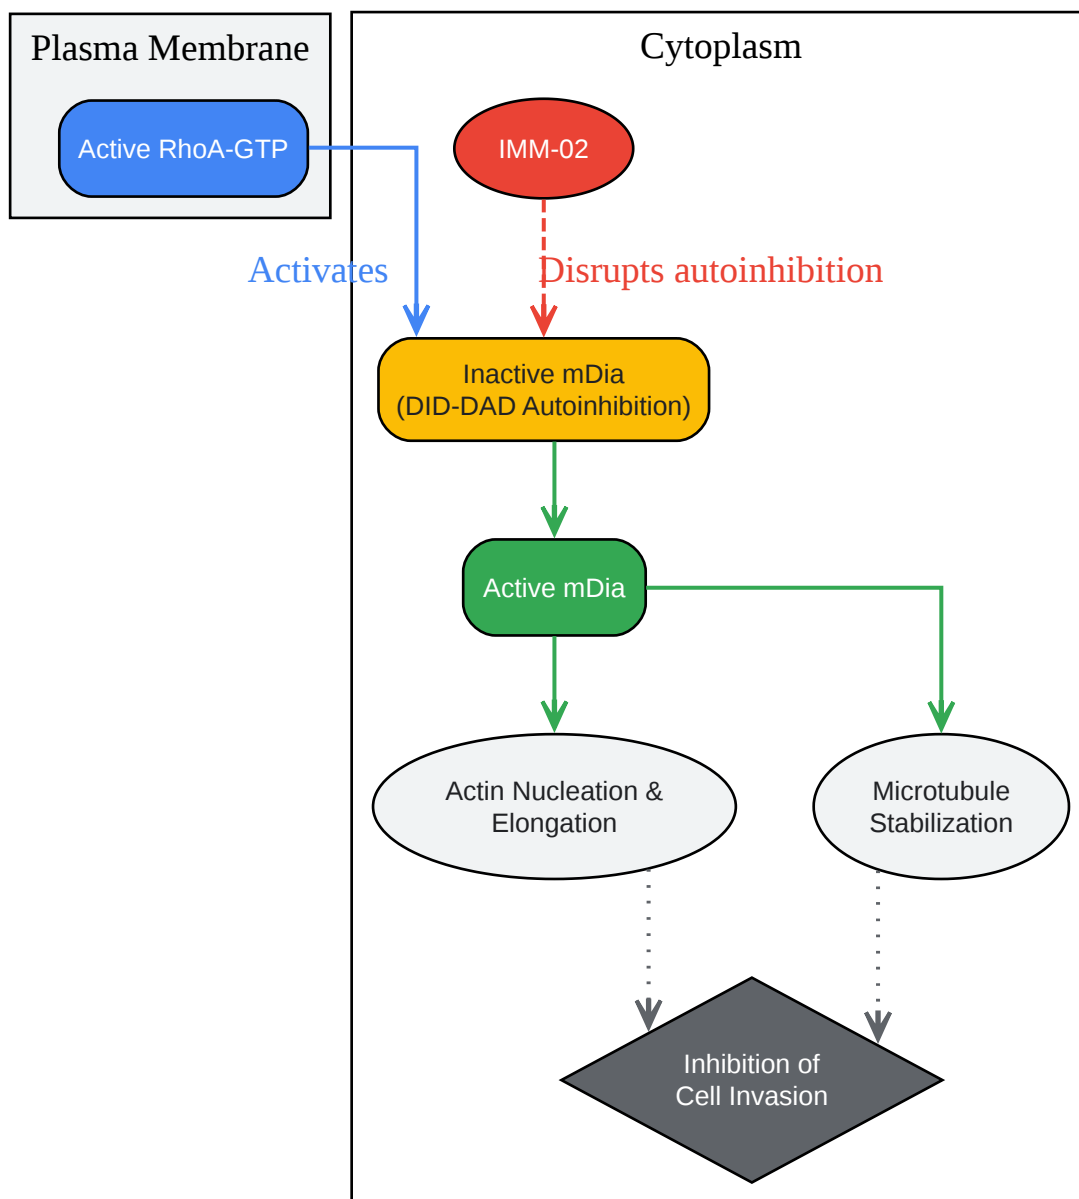 Plasma Membrane
Cytoplasm
Active RhoA-GTP
IMM-02
Activates
Disrupts autoinhibition
Inactive mDia
(DID-DAD Autoinhibition)
Active mDia
Actin Nucleation &
Elongation
Microtubule
Stabilization
Inhibition of
Cell Invasion